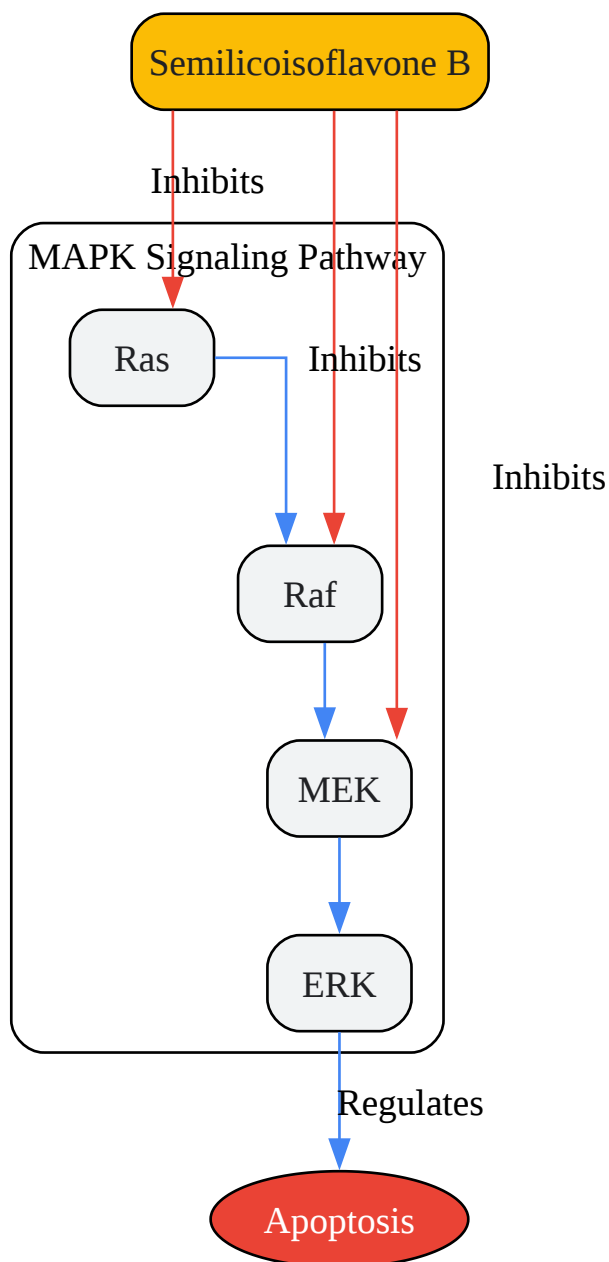 Semilicoisoflavone B
Inhibits
MAPK Signaling Pathway
Ras
Inhibits
Inhibits
Raf
MEK
ERK
Regulates
Apoptosis